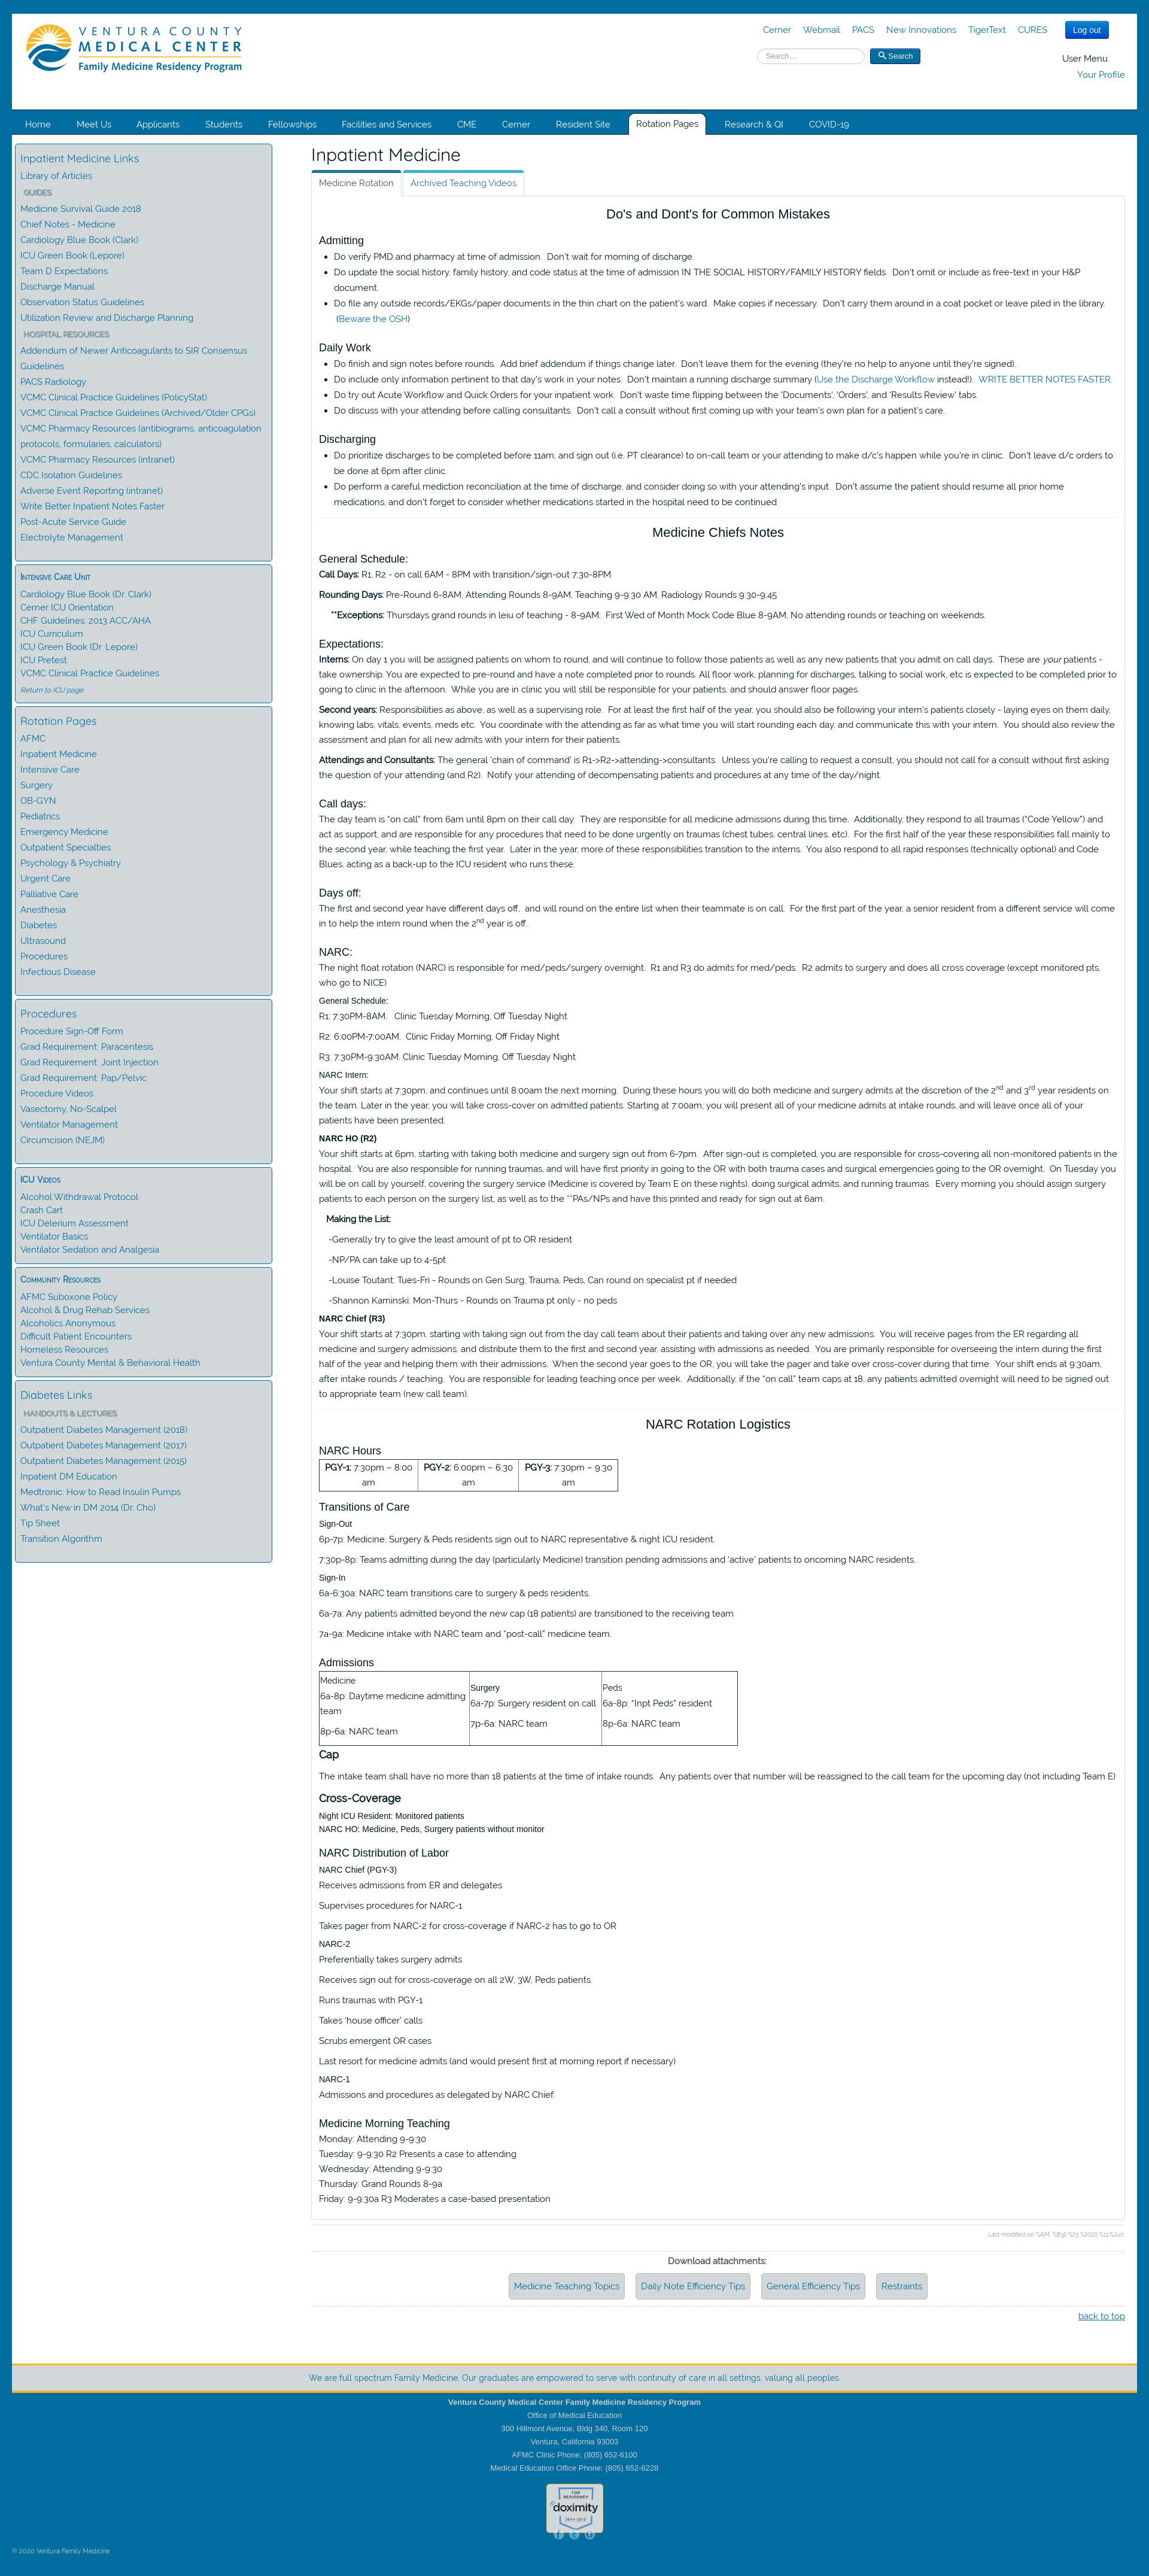 VENTURA COUNTY
MEDICAL CENTER
Family Medicine Residency Program
Cerner Webmail PACS New Innovations TigerText CURES Log out
Search ... Search
User Menu
Your Profile
Home Meet Us Applicants Students Fellowships Facilities and Services CME Cerner Resident Site Rotation Pages Research & QI COVID-19
Inpatient Medicine Links
Library of Articles
GUIDES
Medicine Survival Guide 2018
Chief Notes - Medicine
Cardiology Blue Book (Clark)
ICU Green Book (Lepore)
Team D Expectations
Discharge Manual
Observation Status Guidelines
Utilization Review and Discharge Planning
HOSPITAL RESOURCES
Addendum of Newer Anticoagulants to SIR Consensus
Guidelines
PACS Radiology
VCMC Clinical Practice Guidelines (PolicyStat)
VCMC Clinical Practice Guidelines (Archived/Older CPGs)
VCMC Pharmacy Resources (antibiograms, anticoagulation
protocols, formularies, calculators)
VCMC Pharmacy Resources (intranet)
CDC Isolation Guidelines
Adverse Event Reporting (intranet)
Write Better Inpatient Notes Faster
Post-Acute Service Guide
Electrolyte Management
Intensive Care Unit
Cardiology Blue Book (Dr. Clark)
Cerner ICU Orientation
CHF Guidelines: 2013 ACC/AHA
ICU Curriculum
ICU Green Book (Dr. Lepore)
ICU Pretest
VCMC Clinical Practice Guidelines
Return to ICU page
Rotation Pages
AFMC
Inpatient Medicine
Intensive Care
Surgery
OB-GYN
Pediatrics
Emergency Medicine
Outpatient Specialties
Psychology & Psychiatry
Urgent Care
Palliative Care
Anesthesia
Diabetes
Ultrasound
Procedures
Infectious Disease
Procedures
Procedure Sign-Off Form
Grad Requirement: Paracentesis
Grad Requirement: Joint Injection
Grad Requirement: Pap/Pelvic
Procedure Videos
Vasectomy, No-Scalpel
Ventilator Management
Circumcision (NEJM)
ICU Videos
Alcohol Withdrawal Protocol
Crash Cart
ICU Delerium Assessment
Ventilator Basics
Ventilator Sedation and Analgesia
Community Resources
AFMC Suboxone Policy
Alcohol & Drug Rehab Services
Alcoholics Anonymous
Difficult Patient Encounters
Homeless Resources
Ventura County Mental & Behavioral Health
Diabetes Links
HANDOUTS & LECTURES
Outpatient Diabetes Management (2018)
Outpatient Diabetes Management (2017)
Outpatient Diabetes Management (2015)
Inpatient DM Education
Medtronic: How to Read Insulin Pumps
What's New in DM 2014 (Dr. Cho)
Tip Sheet
Transition Algorithm
Inpatient Medicine
Medicine Rotation Archived Teaching Videos
Do's and Dont's for Common Mistakes
Admitting
• Do verify PMD and pharmacy at time of admission. Don't wait for morning of discharge.
• Do update the social history, family history, and code status at the time of admission IN THE SOCIAL HISTORY/FAMILY HISTORY fields. Don't omit or include as free-text in your H&P
document.
• Do file any outside records/EKGs/paper documents in the thin chart on the patient's ward. Make copies if necessary. Don't carry them around in a coat pocket or leave piled in the library.
(Beware the OSH)
Daily Work
• Do finish and sign notes before rounds. Add brief addendum if things change later. Don't leave them for the evening (they're no help to anyone until they're signed).
• Do include only information pertinent to that day's work in your notes. Don't maintain a running discharge summary (Use the Discharge Workflow instead!). WRITE BETTER NOTES FASTER.
• Do try out Acute Workflow and Quick Orders for your inpatient work. Don't waste time flipping between the 'Documents', 'Orders', and 'Results Review' tabs.
• Do discuss with your attending before calling consultants. Don't call a consult without first coming up with your team's own plan for a patient's care.
Discharging
• Do prioritize discharges to be completed before 11am, and sign out (i.e. PT clearance) to on-call team or your attending to make d/c's happen while you're in clinic. Don't leave d/c orders to
be done at 6pm after clinic.
• Do perform a careful mediction reconciliation at the time of discharge, and consider doing so with your attending's input. Don't assume the patient should resume all prior home
medications, and don't forget to consider whether medications started in the hospital need to be continued
Medicine Chiefs Notes
General Schedule:
Call Days: R1, R2 - on call 6AM - 8PM with transition/sign-out 7:30-8PM
Rounding Days: Pre-Round 6-8AM, Attending Rounds 8-9AM, Teaching 9-9:30 AM, Radiology Rounds 9:30-9:45
**Exceptions: Thursdays grand rounds in leiu of teaching - 8-9AM; First Wed of Month Mock Code Blue 8-9AM, No attending rounds or teaching on weekends.
Expectations:
Interns: On day 1 you will be assigned patients on whom to round, and will continue to follow those patients as well as any new patients that you admit on call days. These are your patients -
take ownership. You are expected to pre-round and have a note completed prior to rounds. All floor work, planning for discharges, talking to social work, etc is expected to be completed prior to
going to clinic in the afternoon. While you are in clinic you will still be responsible for your patients, and should answer floor pages.
Second years: Responsibilities as above, as well as a supervising role. For at least the first half of the year, you should also be following your intern's patients closely - laying eyes on them daily,
knowing labs, vitals, events, meds etc. You coordinate with the attending as far as what time you will start rounding each day, and communicate this with your intern. You should also review the
assessment and plan for all new admits with your intern for their patients.
Attendings and Consultants: The general 'chain of command' is R1->R2->attending->consultants. Unless you're calling to request a consult, you should not call for a consult without first asking
the question of your attending (and R2). Notify your attending of decompensating patients and procedures at any time of the day/night.
Call days:
The day team is "on call" from 6am until 8pm on their call day. They are responsible for all medicine admissions during this time. Additionally, they respond to all traumas ("Code Yellow") and
act as support, and are responsible for any procedures that need to be done urgently on traumas (chest tubes, central lines, etc). For the first half of the year these responsibilities fall mainly to
the second year, while teaching the first year. Later in the year, more of these responsibilities transition to the interns. You also respond to all rapid responses (technically optional) and Code
Blues, acting as a back-up to the ICU resident who runs these.
Days off:
The first and second year have different days off, and will round on the entire list when their teammate is on call. For the first part of the year, a senior resident from a different service will come
in to help the intern round when the 2nd year is off.
NARC:
The night float rotation (NARC) is responsible for med/peds/surgery overnight. R1 and R3 do admits for med/peds. R2 admits to surgery and does all cross coverage (except monitored pts,
who go to NICE)
General Schedule:
R1: 7:30PM-8AM. Clinic Tuesday Morning, Off Tuesday Night
R2: 6:00PM-7:00AM. Clinic Friday Morning, Off Friday Night
R3: 7:30PM-9:30AM. Clinic Tuesday Morning, Off Tuesday Night
NARC Intern:
Your shift starts at 7:30pm, and continues until 8:00am the next morning. During these hours you will do both medicine and surgery admits at the discretion of the 2nd and 3rd year residents on
the team. Later in the year, you will take cross-cover on admitted patients. Starting at 7:00am, you will present all of your medicine admits at intake rounds, and will leave once all of your
patients have been presented.
NARC HO (R2)
Your shift starts at 6pm, starting with taking both medicine and surgery sign out from 6-7pm. After sign-out is completed, you are responsible for cross-covering all non-monitored patients in the
hospital. You are also responsible for running traumas, and will have first priority in going to the OR with both trauma cases and surgical emergencies going to the OR overnight. On Tuesday you
will be on call by yourself, covering the surgery service (Medicine is covered by Team E on these nights), doing surgical admits, and running traumas. Every morning you should assign surgery
patients to each person on the surgery list, as well as to the **PAs/NPs and have this printed and ready for sign out at 6am.
Making the List:
-Generally try to give the least amount of pt to OR resident
-NP/PA can take up to 4-5pt
-Louise Toutant: Tues-Fri - Rounds on Gen Surg, Trauma, Peds, Can round on specialist pt if needed
-Shannon Kaminski: Mon-Thurs - Rounds on Trauma pt only - no peds
NARC Chief (R3)
Your shift starts at 7:30pm, starting with taking sign out from the day call team about their patients and taking over any new admissions. You will receive pages from the ER regarding all
medicine and surgery admissions, and distribute them to the first and second year, assisting with admissions as needed. You are primarily responsible for overseeing the intern during the first
half of the year and helping them with their admissions. When the second year goes to the OR, you will take the pager and take over cross-cover during that time. Your shift ends at 9:30am,
after intake rounds / teaching. You are responsible for leading teaching once per week. Additionally, if the "on call" team caps at 18, any patients admitted overnight will need to be signed out
to appropriate team (new call team).
NARC Rotation Logistics
NARC Hours
PGY-1: 7:30pm – 8:00 PGY-2: 6:00pm – 6:30 PGY-3: 7:30pm – 9:30
am am am
Transitions of Care
Sign-Out
6p-7p: Medicine, Surgery & Peds residents sign out to NARC representative & night ICU resident.
7:30p-8p: Teams admitting during the day (particularly Medicine) transition pending admissions and 'active' patients to oncoming NARC residents.
Sign-In
6a-6:30a: NARC team transitions care to surgery & peds residents.
6a-7a: Any patients admitted beyond the new cap (18 patients) are transitioned to the receiving team
7a-9a: Medicine intake with NARC team and "post-call" medicine team.
Admissions
Medicine
6a-8p: Daytime medicine admitting
team
8p-6a: NARC team
Surgery
6a-7p: Surgery resident on call
7p-6a: NARC team
Peds
6a-8p: "Inpt Peds" resident
8p-6a: NARC team
Cap
The intake team shall have no more than 18 patients at the time of intake rounds. Any patients over that number will be reassigned to the call team for the upcoming day (not including Team E)
Cross-Coverage
Night ICU Resident: Monitored patients
NARC HO: Medicine, Peds, Surgery patients without monitor
NARC Distribution of Labor
NARC Chief (PGY-3)
Receives admissions from ER and delegates
Supervises procedures for NARC-1
Takes pager from NARC-2 for cross-coverage if NARC-2 has to go to OR
NARC-2
Preferentially takes surgery admits
Receives sign out for cross-coverage on all 2W, 3W, Peds patients.
Runs traumas with PGY-1
Takes 'house officer' calls
Scrubs emergent OR cases
Last resort for medicine admits (and would present first at morning report if necessary)
NARC-1
Admissions and procedures as delegated by NARC Chief.
Medicine Morning Teaching
Monday: Attending 9-9:30
Tuesday: 9-9:30 R2 Presents a case to attending
Wednesday: Attending 9-9:30
Thursday: Grand Rounds 8-9a
Friday: 9-9:30a R3 Moderates a case-based presentation
Last modified on %AM, %832 %23 %2020 %11:%Jun
Download attachments:
Medicine Teaching Topics Daily Note Efficiency Tips General Efficiency Tips Restraints
back to top
We are full spectrum Family Medicine. Our graduates are empowered to serve with continuity of care in all settings, valuing all peoples.
Ventura County Medical Center Family Medicine Residency Program
Office of Medical Education
300 Hillmont Avenue, Bldg 340, Room 120
Ventura, California 93003
AFMC Clinic Phone: (805) 652-6100
Medical Education Office Phone: (805) 652-6228
TOP
RESIDENCY
doximity
2014-2015
© 2020 Ventura Family Medicine